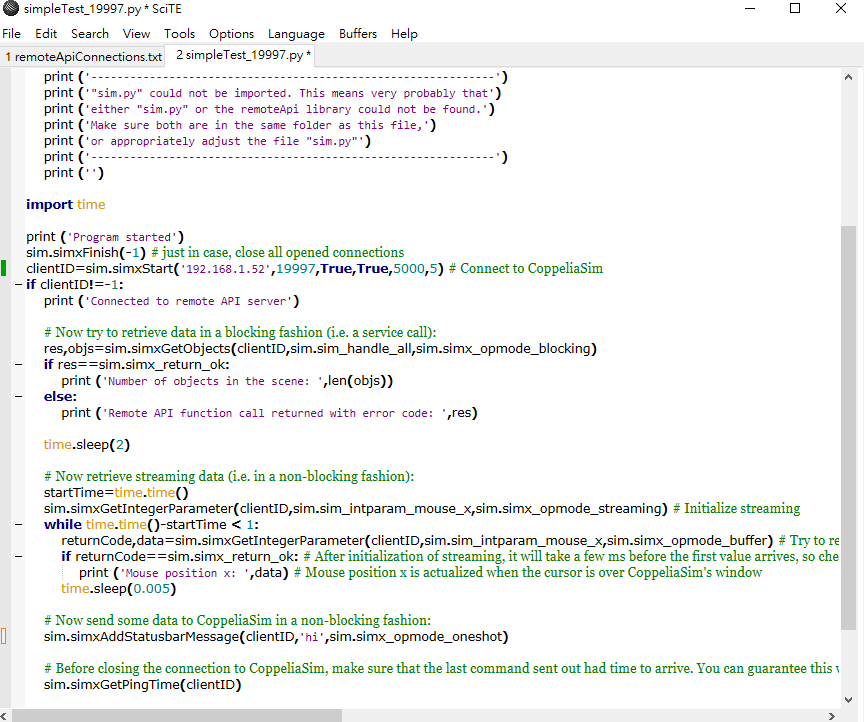 simpleTest_19997.py * SciTE
File Edit Search View Tools Options Language Buffers Help
1 remoteApiConnections.txt 2 simpleTest_19997.py *
print ('--------------------------------------------------------------')
print ('"sim.py" could not be imported. This means very probably that')
print ('either "sim.py" or the remoteApi library could not be found.')
print ('Make sure both are in the same folder as this file,')
print ('or appropriately adjust the file "sim.py"')
print ('--------------------------------------------------------------')
print ('')
import time
print ('Program started')
sim.simxFinish(-1) # just in case, close all opened connections
clientID=sim.simxStart('192.168.1.52',19997,True,True,5000,5) # Connect to CoppeliaSim
if clientID!=-1:
print ('Connected to remote API server')
# Now try to retrieve data in a blocking fashion (i.e. a service call):
res,objs=sim.simxGetObjects(clientID,sim.sim_handle_all,sim.simx_opmode_blocking)
if res==sim.simx_return_ok:
print ('Number of objects in the scene: ',len(objs))
else:
print ('Remote API function call returned with error code: ',res)
time.sleep(2)
# Now retrieve streaming data (i.e. in a non-blocking fashion):
startTime=time.time()
sim.simxGetIntegerParameter(clientID,sim.sim_intparam_mouse_x,sim.simx_opmode_streaming) # Initialize streaming
while time.time()-startTime < 1:
returnCode,data=sim.simxGetIntegerParameter(clientID,sim.sim_intparam_mouse_x,sim.simx_opmode_buffer) # Try to re
if returnCode==sim.simx_return_ok: # After initialization of streaming, it will take a few ms before the first value arrives, so che
print ('Mouse position x: ',data) # Mouse position x is actualized when the cursor is over CoppeliaSim's window
time.sleep(0.005)
# Now send some data to CoppeliaSim in a non-blocking fashion:
sim.simxAddStatusbarMessage(clientID,'hi',sim.simx_opmode_oneshot)
# Before closing the connection to CoppeliaSim, make sure that the last command sent out had time to arrive. You can guarantee this
sim.simxGetPingTime(clientID)